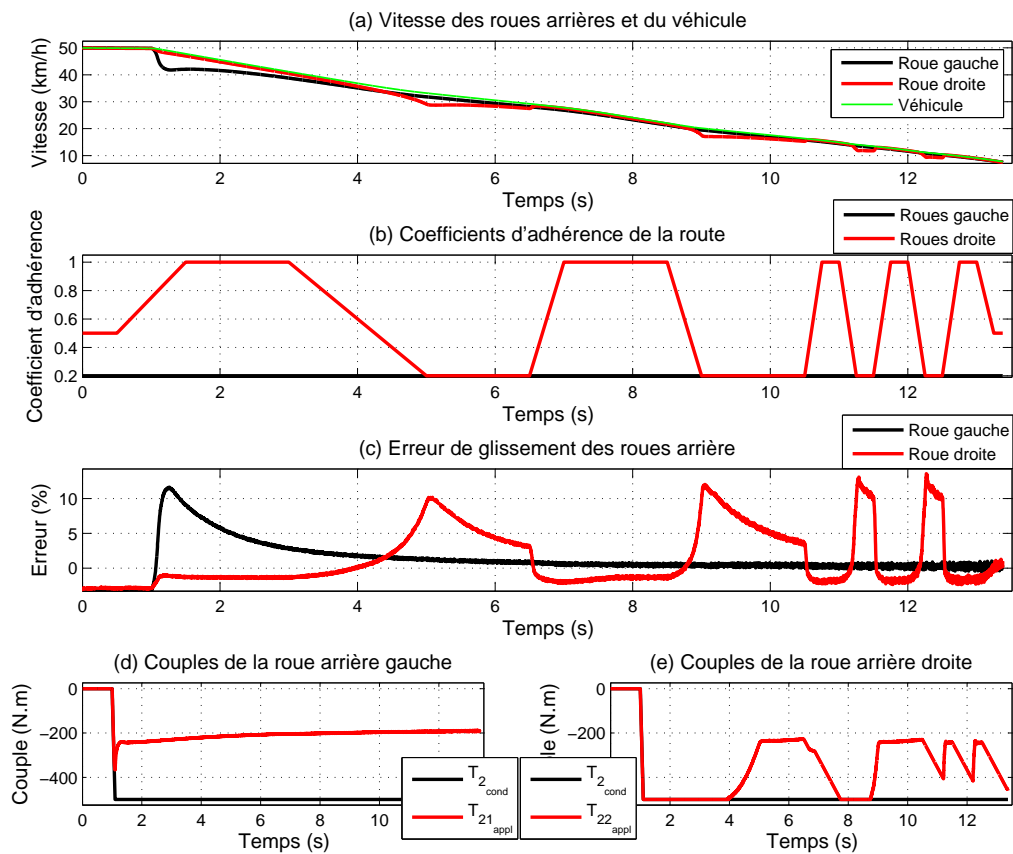 (a) Vitesse des roues arrières et du véhicule
Vitesse (km/h)
50
40
30
20
10
0 2 4 6 8 10 12
Temps (s)
Roue gauche
Roue droite
Véhicule
(b) Coefficients d'adhérence de la route
Coefficient d'adhérence
1
0.8
0.6
0.4
0.2
0 2 4 6 8 10 12
Temps (s)
Roues gauche
Roues droite
(c) Erreur de glissement des roues arrière
Erreur (%)
10
5
0
0 2 4 6 8 10 12
Temps (s)
Roue gauche
Roue droite
(d) Couples de la roue arrière gauche
Couple (N.m)
0
−200
−400
2 4 6 8 10
Temps (s)
T2cond
T21appl
(e) Couples de la roue arrière droite
(N.m)
0
−200
−400
2 4 6 8 10 12
Temps (s)
T2cond
T22appl